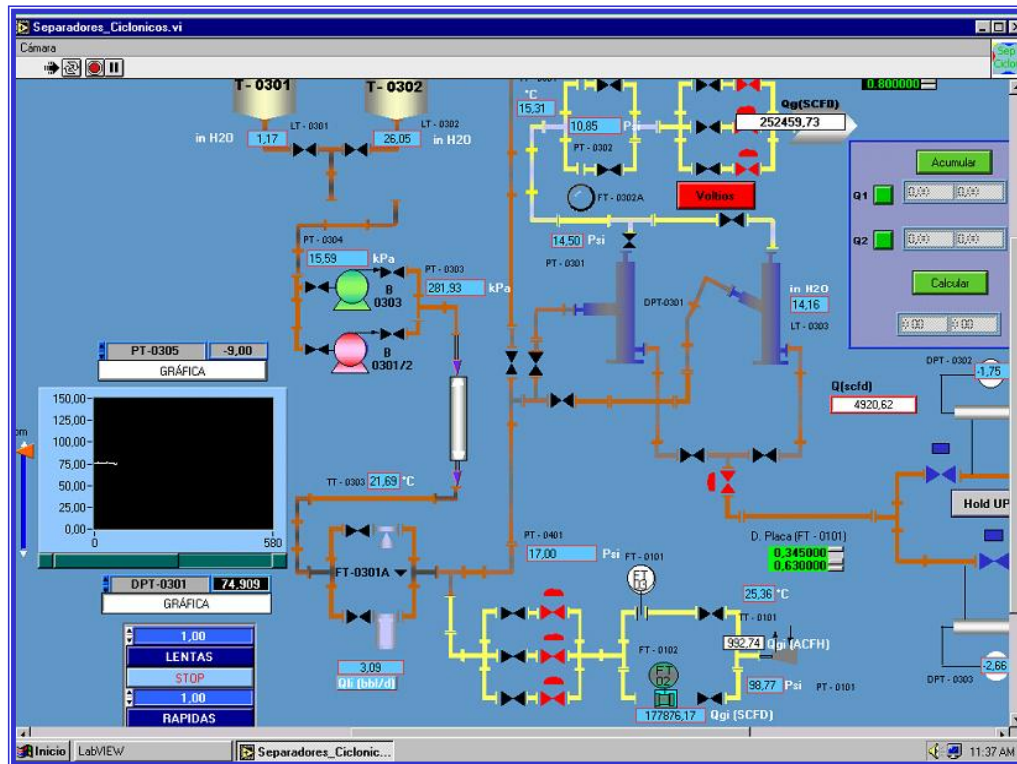 Separadores_Ciclonicos.vi
Cámara
T-0301
T-0302
LT-0301
LT-0302
in H2O
1,17
26,05
in H2O
°C
15,31
10,85
Psi
PT-0302
Qg(SCFD)
252459,73
0.800000
FT-0302A
Voltios
Acumular
Q1
0,00
0,00
Q2
0,00
0,00
Calcular
0,00
0,00
PT-0304
15,59
kPa
PT-0303
281,93
kPa
B
0303
B
0301/2
14,50
Psi
PT-0301
DPT-0301
in H2O
14,16
LT-0303
DPT-0302
-1,75
Q(scfd)
4920,62
Hold UP
PT-0305
-9,00
GRÁFICA
150,00
125,00
100,00
75,00
50,00
25,00
0,00
0
580
DPT-0301
74,909
GRÁFICA
1,00
LENTAS
STOP
1,00
RAPIDAS
TT-0303
21,69
°C
FT-0301A
3,09
Qli (bbl/d)
PT-0401
17,00
Psi
FT-0101
FT
03
D. Placa (FT-0101)
0,345000
0,630000
25,36
°C
TT-0101
992,74
Qgi (ACFH)
FT-0102
FT
02
98,77
Psi
PT-0101
177876,17
Qgi (SCFD)
DPT-0303
-2,66
Inicio
LabVIEW
Separadores_Ciclonic...
11:37 AM